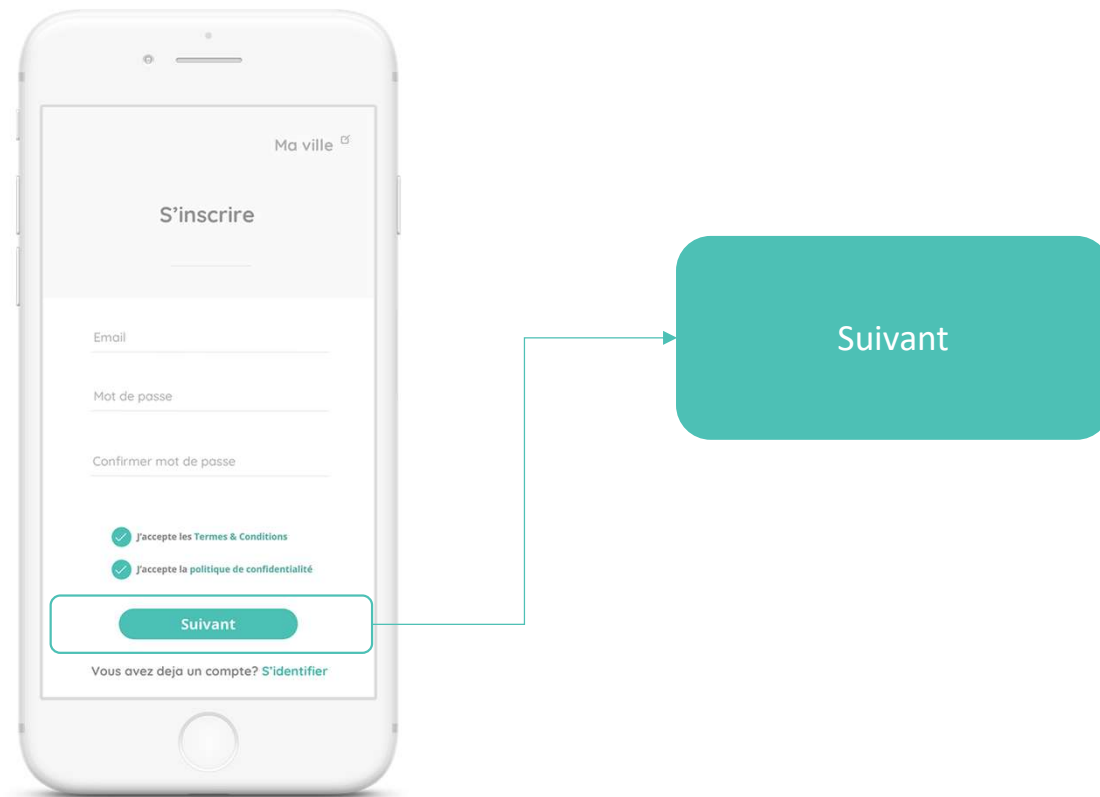 Ma ville
S'inscrire
Email
Mot de passe
Confirmer mot de passe
J'accepte les Termes & Conditions
J'accepte la politique de confidentialité
Suivant
Vous avez deja un compte? S'identifier
Suivant